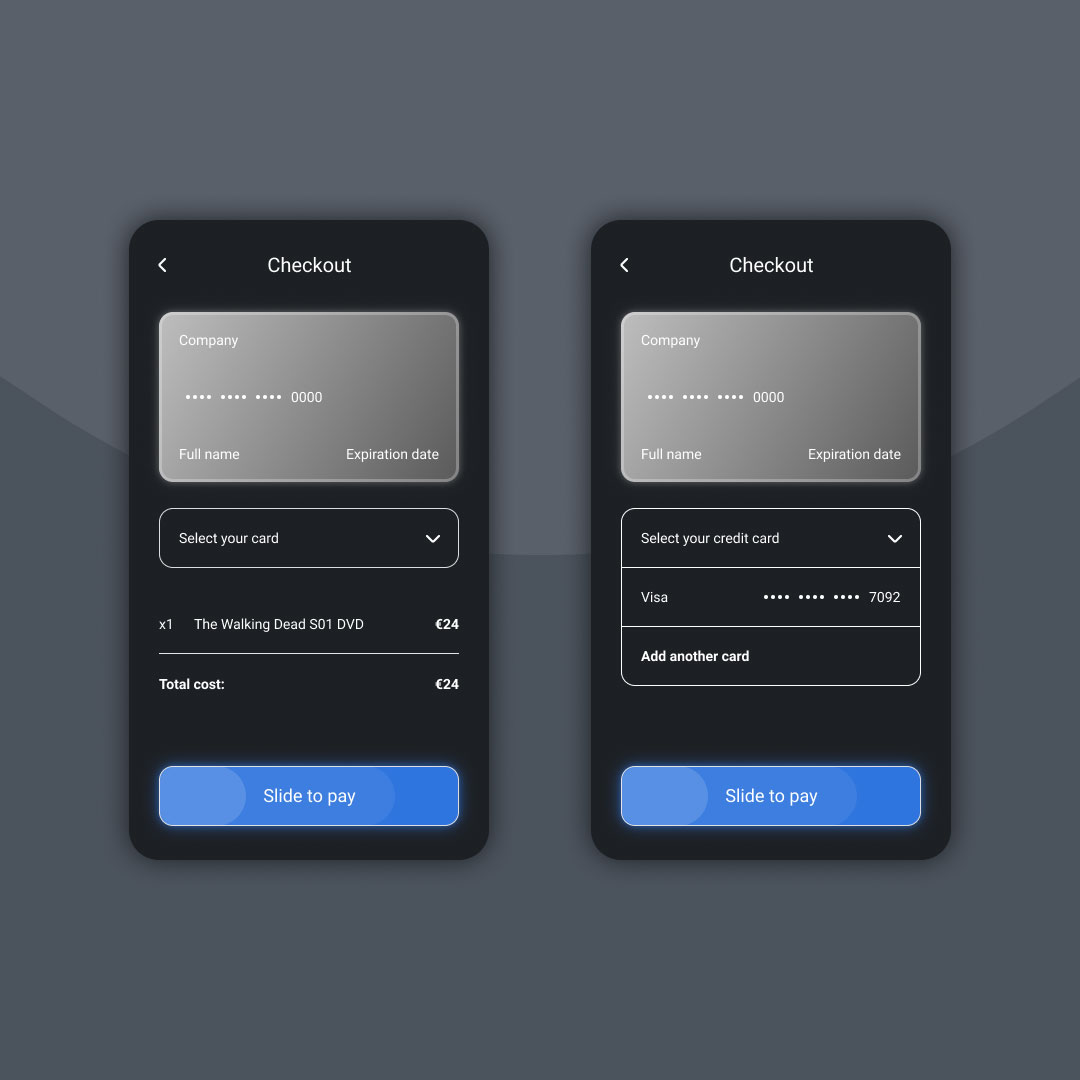 Checkout
Company
•••• •••• •••• 0000
Full name Expiration date
Select your card
x1 The Walking Dead S01 DVD €24
Total cost: €24
Slide to pay
Checkout
Company
•••• •••• •••• 0000
Full name Expiration date
Select your credit card
Visa •••• •••• •••• 7092
Add another card
Slide to pay